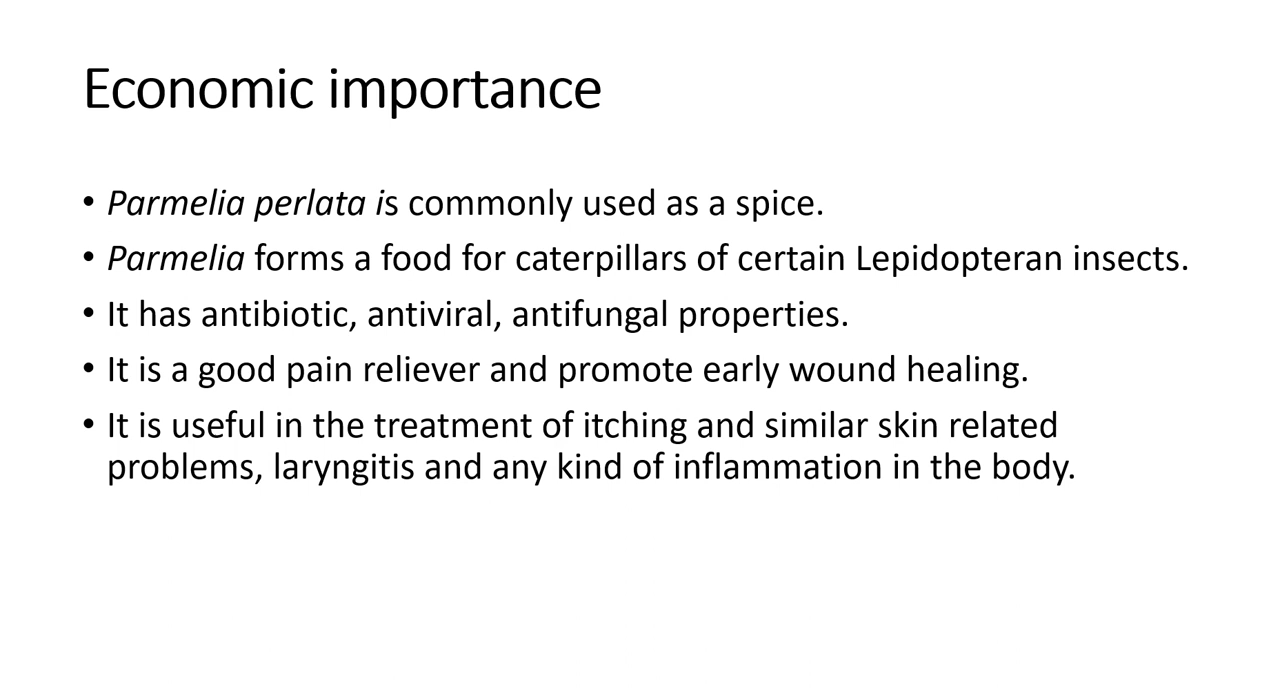 Economic importance
• Parmelia perlata is commonly used as a spice.
• Parmelia forms a food for caterpillars of certain Lepidopteran insects.
• It has antibiotic, antiviral, antifungal properties.
• It is a good pain reliever and promote early wound healing.
• It is useful in the treatment of itching and similar skin related
problems, laryngitis and any kind of inflammation in the body.